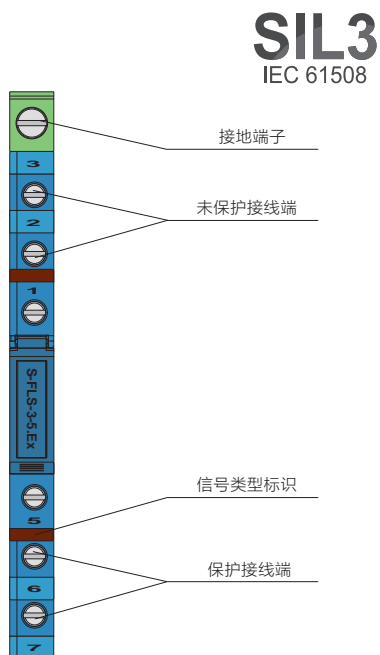 SIL3
IEC 61508
接地端子
3
未保护接线端
2
1
S-FLS-3-5.Ex
信号类型标识
5
保护接线端
6
7